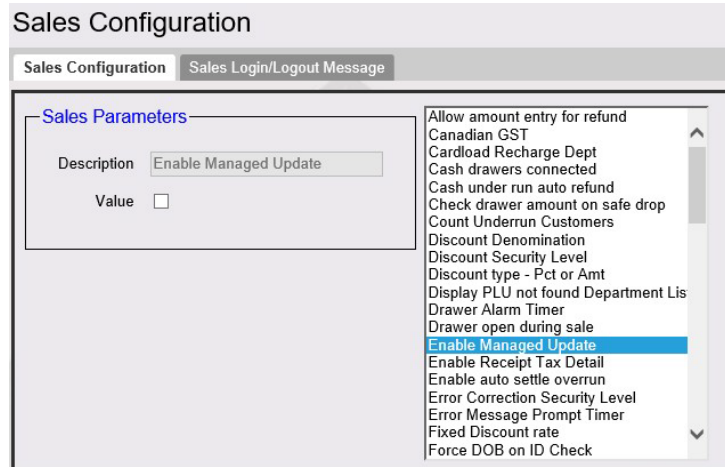 Sales Configuration
Sales Configuration
Sales Login/Logout Message
Sales Parameters
Description
Enable Managed Update
Value
Allow amount entry for refund
Canadian GST
Cardload Recharge Dept
Cash drawers connected
Cash under run auto refund
Check drawer amount on safe drop
Count Underrun Customers
Discount Denomination
Discount Security Level
Discount type - Pct or Amt
Display PLU not found Department Lis
Drawer Alarm Timer
Drawer open during sale
Enable Managed Update
Enable Receipt Tax Detail
Enable auto settle overrun
Error Correction Security Level
Error Message Prompt Timer
Fixed Discount rate
Force DOB on ID Check